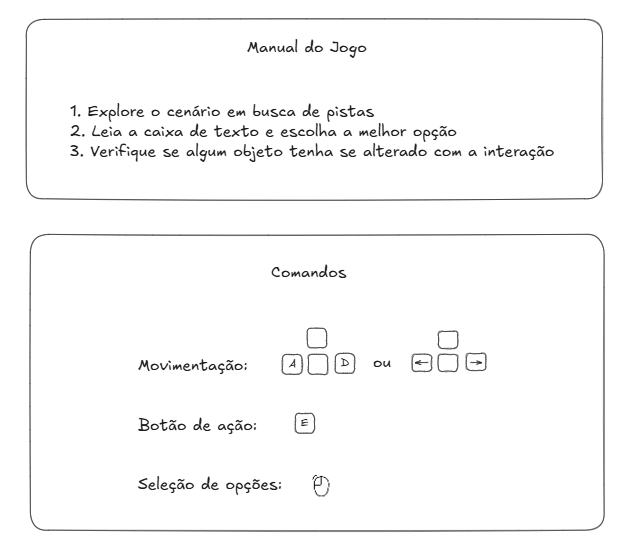 Manual do Jogo
1. Explore o cenário em busca de pistas
2. Leia a caixa de texto e escolha a melhor opção
3. Verifique se algum objeto tenha se alterado com a interação
Comandos
Movimentação: A D ou ← →
Botão de ação: E
Seleção de opções: